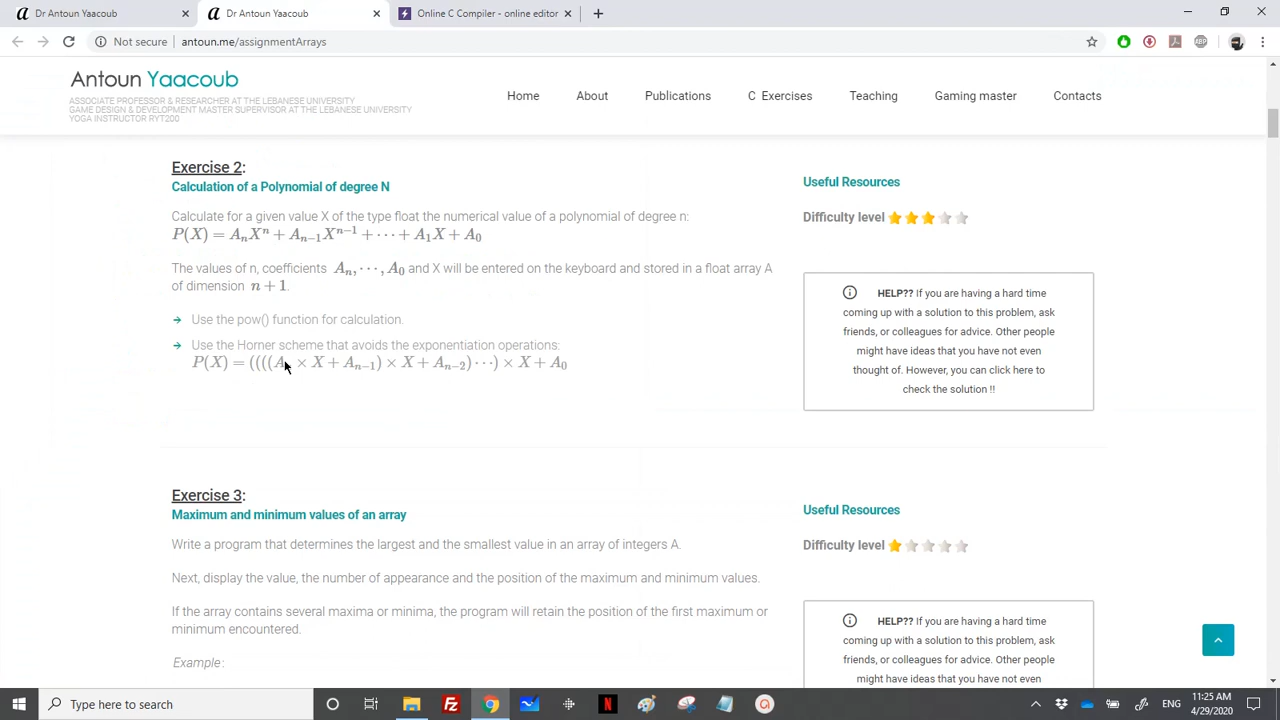 Dr Antoun Yaacoub
Dr Antoun Yaacoub
Online C Compiler - online editor
Not secure
antoun.me/assignmentArrays
Antoun Yaacoub
ASSOCIATE PROFESSOR & RESEARCHER AT THE LEBANESE UNIVERSITY
GAME DESIGN & DEVELOPMENT MASTER SUPERVISOR AT THE LEBANESE UNIVERSITY
YOGA INSTRUCTOR RYT200
Home
About
Publications
C Exercises
Teaching
Gaming master
Contacts
Exercise 2:
Calculation of a Polynomial of degree N
Calculate for a given value X of the type float the numerical value of a polynomial of degree n:
P(X) = AₙXⁿ + Aₙ₋₁Xⁿ⁻¹ + ⋯ + A₁X + A₀
The values of n, coefficients Aₙ, ⋯, A₀ and X will be entered on the keyboard and stored in a float array A
of dimension n + 1.
Use the pow() function for calculation.
Use the Horner scheme that avoids the exponentiation operations:
P(X) = ((((Aₙ × X + Aₙ₋₁) × X + Aₙ₋₂) ⋯) × X + A₀
Useful Resources
Difficulty level
HELP?? If you are having a hard time
coming up with a solution to this problem, ask
friends, or colleagues for advice. Other people
might have ideas that you have not even
thought of. However, you can click here to
check the solution !!
Exercise 3:
Maximum and minimum values of an array
Write a program that determines the largest and the smallest value in an array of integers A.
Next, display the value, the number of appearance and the position of the maximum and minimum values.
If the array contains several maxima or minima, the program will retain the position of the first maximum or
minimum encountered.
Example:
Useful Resources
Difficulty level
HELP?? If you are having a hard time
coming up with a solution to this problem, ask
friends, or colleagues for advice. Other people
might have ideas that you have not even
Type here to search
ENG
11:25 AM
4/29/2020